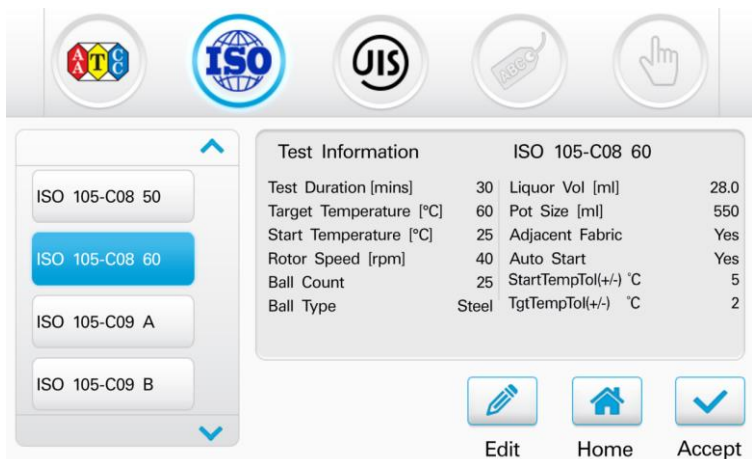 AATCC
ISO
JIS
ABC
ISO 105-C08 50
ISO 105-C08 60
ISO 105-C09 A
ISO 105-C09 B
Test Information ISO 105-C08 60
Test Duration [mins] 30 Liquor Vol [ml] 28.0
Target Temperature [°C] 60 Pot Size [ml] 550
Start Temperature [°C] 25 Adjacent Fabric Yes
Rotor Speed [rpm] 40 Auto Start Yes
Ball Count 25 StartTempTol(+/-) °C 5
Ball Type Steel TgtTempTol(+/-) °C 2
Edit Home Accept